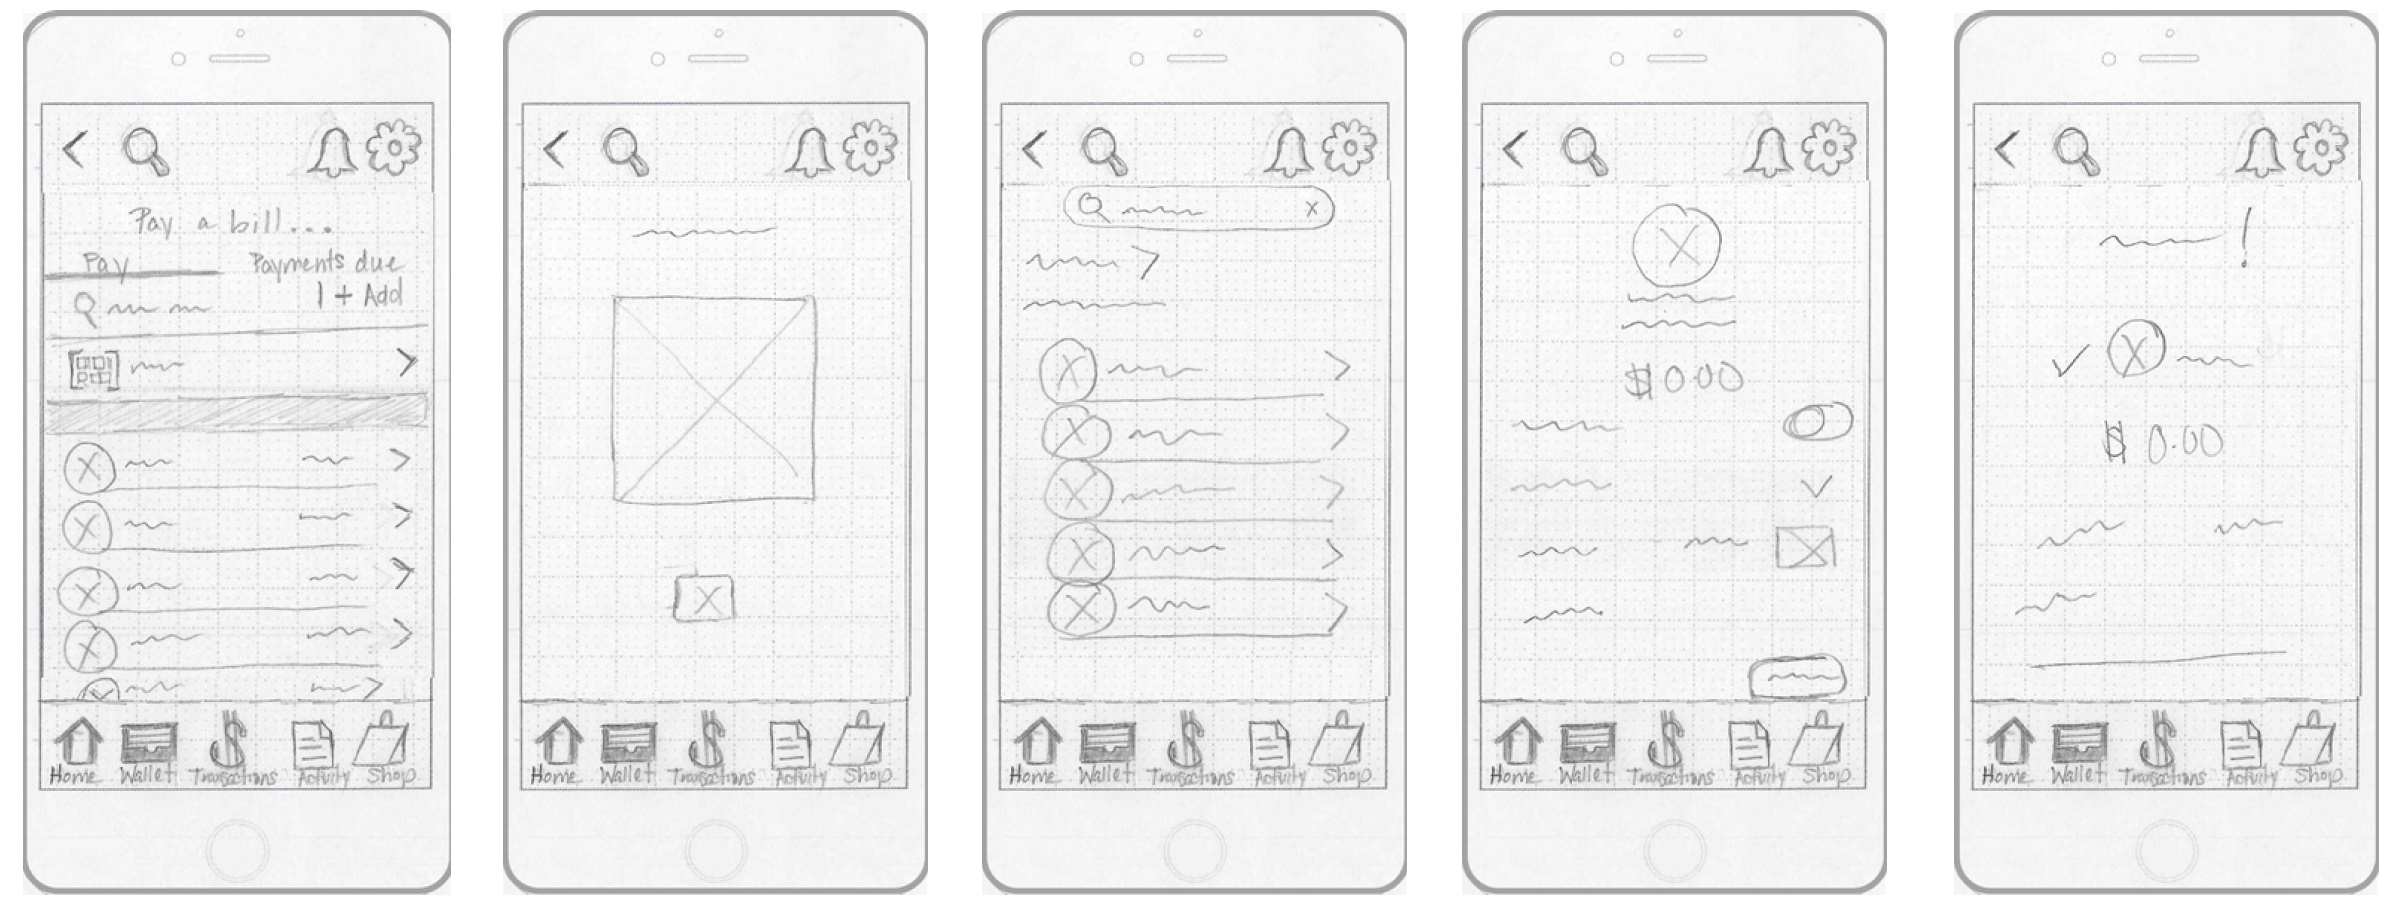 Pay a bill...
Pay Payments due
1 + Add
Home Wallet Transactions Activity Shop
Home Wallet Transactions Activity Shop
Home Wallet Transactions Activity Shop
$ 0.00
Home Wallet Transactions Activity Shop
!
$ 0.00
Home Wallet Transactions Activity Shop